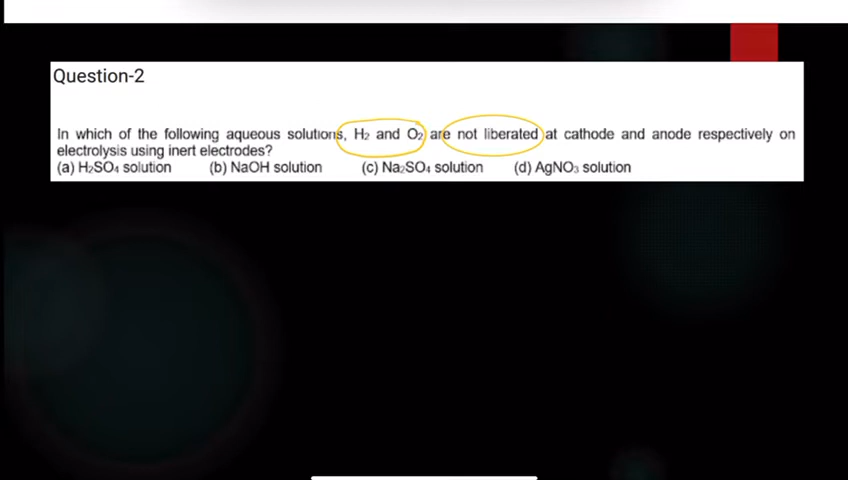 Question-2
In which of the following aqueous solutions, H₂ and O₂ are not liberated at cathode and anode respectively on
electrolysis using inert electrodes?
(a) H₂SO₄ solution (b) NaOH solution (c) Na₂SO₄ solution (d) AgNO₃ solution